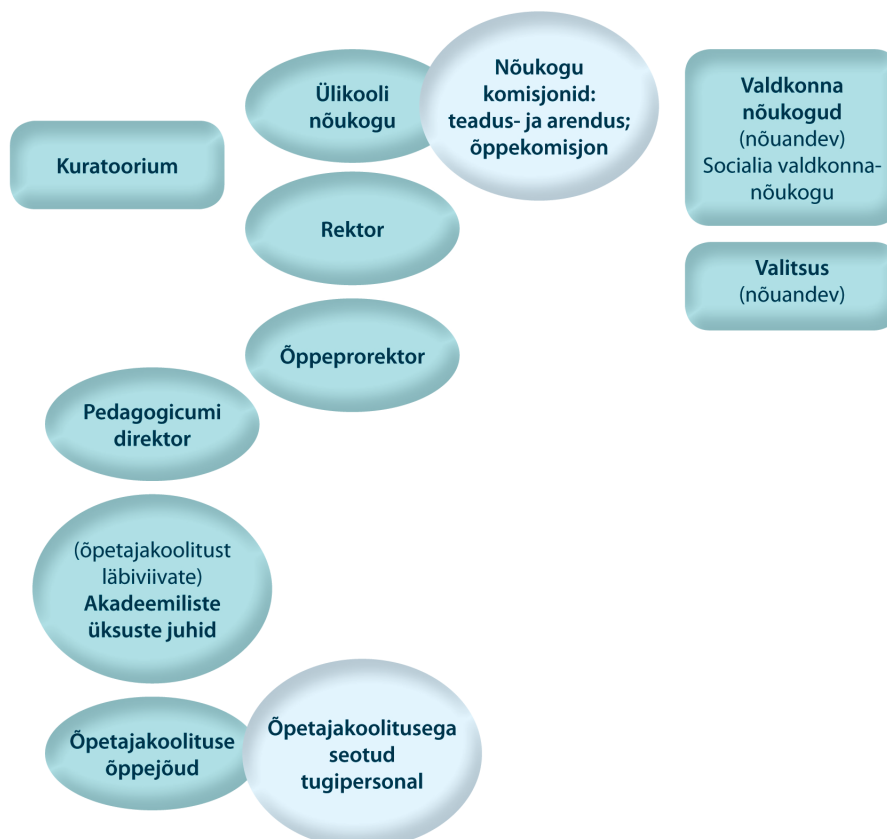 Ülikooli
nõukogu
Nõukogu
komisjonid:
teadus- ja arendus;
õppekomisjon
Valdkonna
nõukogud
(nõuandev)
Socialia valdkonna-
nõukogu
Kuratoorium
Rektor
Valitsus
(nõuandev)
Õppeprorektor
Pedagogicumi
direktor
(õpetajakoolitust
läbiviivate)
Akadeemiliste
üksuste juhid
Õpetajakoolituse
õppejõud
Õpetajakoolitusega
seotud
tugipersonal